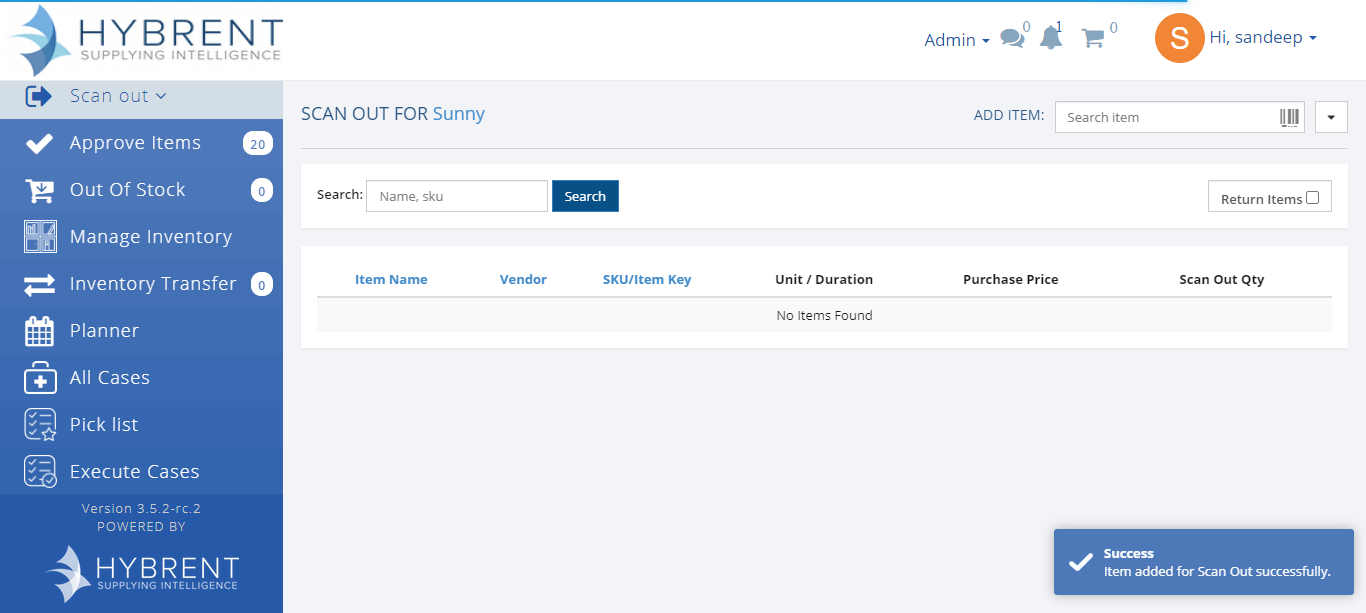 HYBRENT
SUPPLYING INTELLIGENCE
Admin
0
1
0
S
Hi, sandeep
Scan out
Approve Items 20
Out Of Stock 0
Manage Inventory
Inventory Transfer 0
Planner
All Cases
Pick list
Execute Cases
Version 3.5.2-rc.2
POWERED BY
HYBRENT
SUPPLYING INTELLIGENCE
SCAN OUT FOR Sunny
ADD ITEM: Search item
Search: Name, sku Search
Return Items
Item Name Vendor SKU/Item Key Unit / Duration Purchase Price Scan Out Qty
No Items Found
Success
Item added for Scan Out successfully.